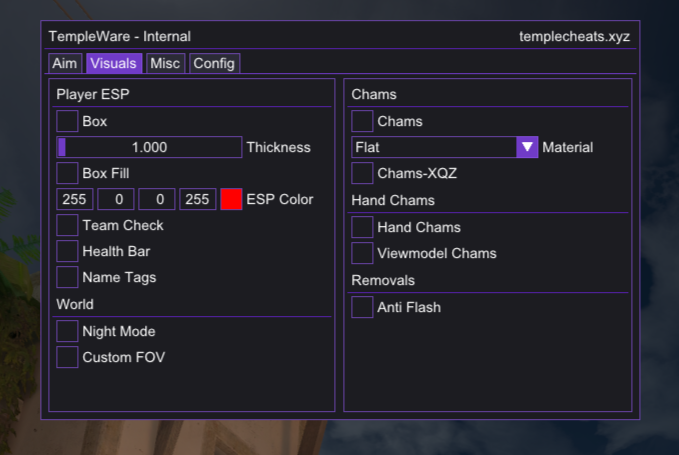 TempleWare - Internal
templecheats.xyz
Aim Visuals Misc Config
Player ESP
Box
1.000 Thickness
Box Fill
255 0 0 255 ESP Color
Team Check
Health Bar
Name Tags
World
Night Mode
Custom FOV
Chams
Chams
Flat Material
Chams-XQZ
Hand Chams
Hand Chams
Viewmodel Chams
Removals
Anti Flash